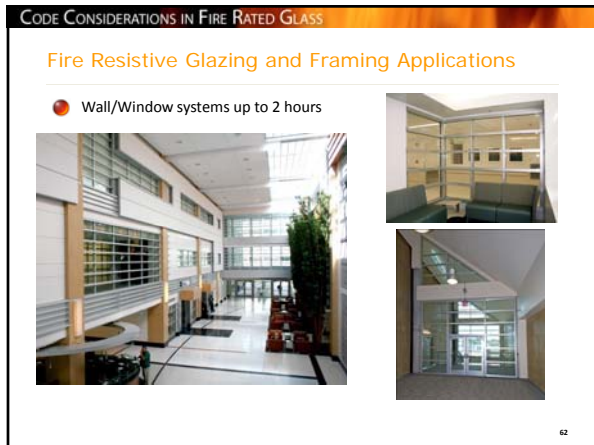 CODE CONSIDERATIONS IN FIRE RATED GLASS
Fire Resistive Glazing and Framing Applications
Wall/Window systems up to 2 hours
62